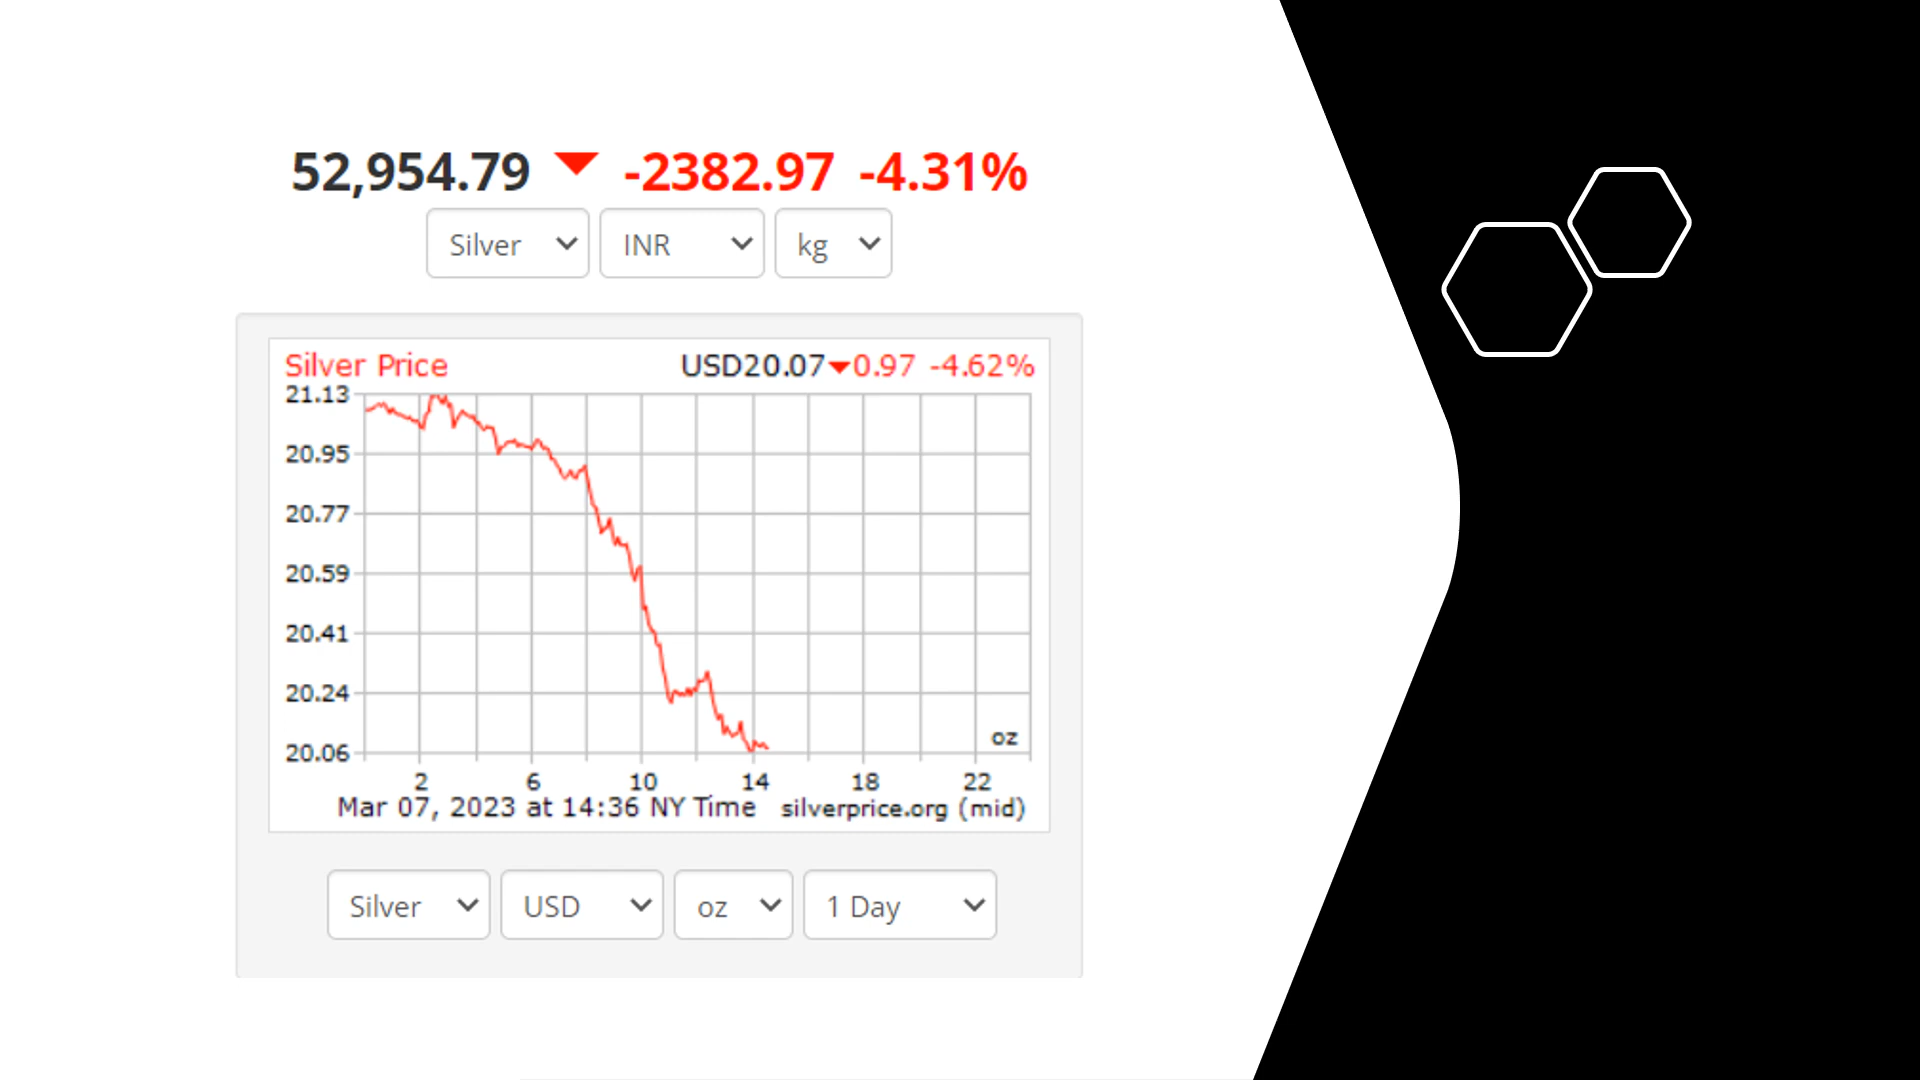 52,954.79 ▼ -2382.97 -4.31%
Silver INR kg
Silver Price USD20.07▼0.97 -4.62%
21.13
20.95
20.77
20.59
20.41
20.24
20.06
oz
2 6 10 14 18 22
Mar 07, 2023 at 14:36 NY Time silverprice.org (mid)
Silver USD oz 1 Day